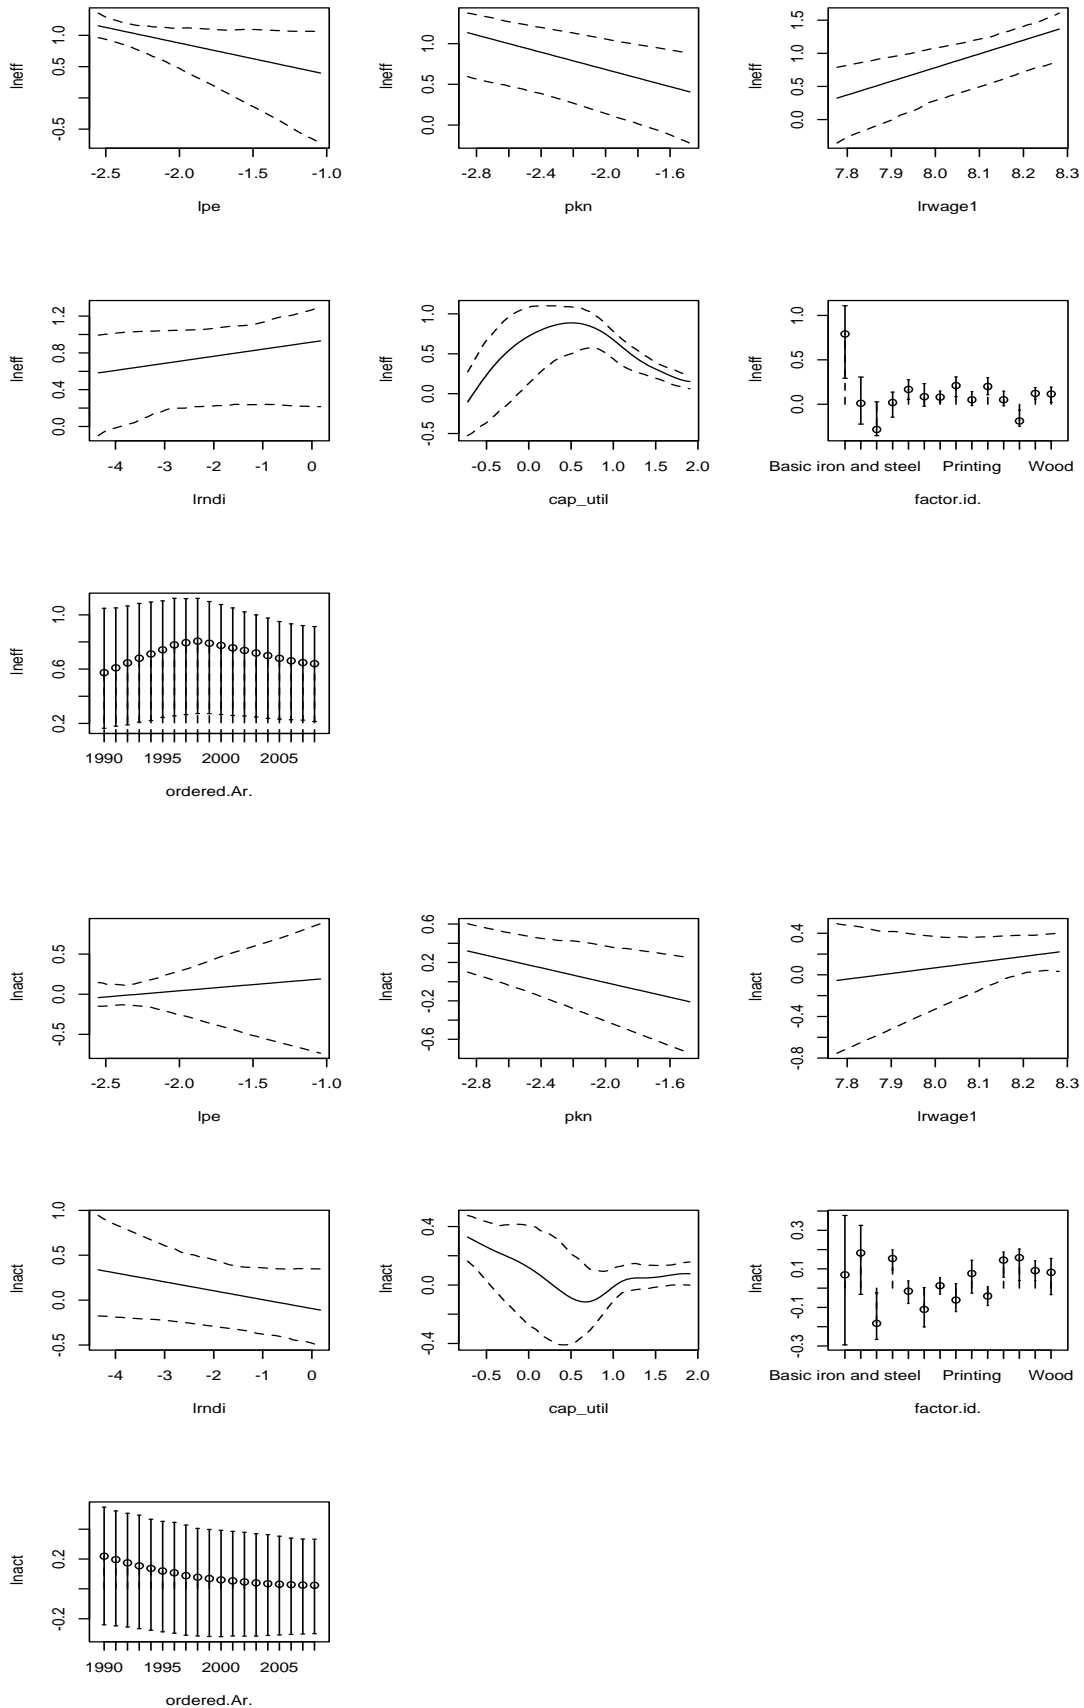 lneff
-0.5
0.5
1.0
-2.5 -2.0 -1.5 -1.0
lpe
lneff
0.0
0.5
1.0
-2.8 -2.4 -2.0 -1.6
pkn
lneff
0.0
0.5
1.0
1.5
7.8 7.9 8.0 8.1 8.2 8.3
lrwage1
lneff
0.0
0.4
0.8
1.2
-4 -3 -2 -1 0
lrndi
lneff
-0.5
0.0
0.5
1.0
-0.5 0.0 0.5 1.0 1.5 2.0
cap_util
lneff
0.0
0.5
1.0
Basic iron and steel Printing Wood
factor.id.
lneff
0.2
0.6
1.0
1990 1995 2000 2005
ordered.Ar.
lnact
-0.5
0.0
0.5
-2.5 -2.0 -1.5 -1.0
lpe
lnact
-0.6
-0.2
0.2
0.6
-2.8 -2.4 -2.0 -1.6
pkn
lnact
-0.8
-0.4
0.0
0.4
7.8 7.9 8.0 8.1 8.2 8.3
lrwage1
lnact
-0.5
0.0
0.5
1.0
-4 -3 -2 -1 0
lrndi
lnact
-0.4
0.0
0.4
-0.5 0.0 0.5 1.0 1.5 2.0
cap_util
lnact
-0.3
-0.1
0.1
0.3
Basic iron and steel Printing Wood
factor.id.
lnact
-0.2
0.2
1990 1995 2000 2005
ordered.Ar.